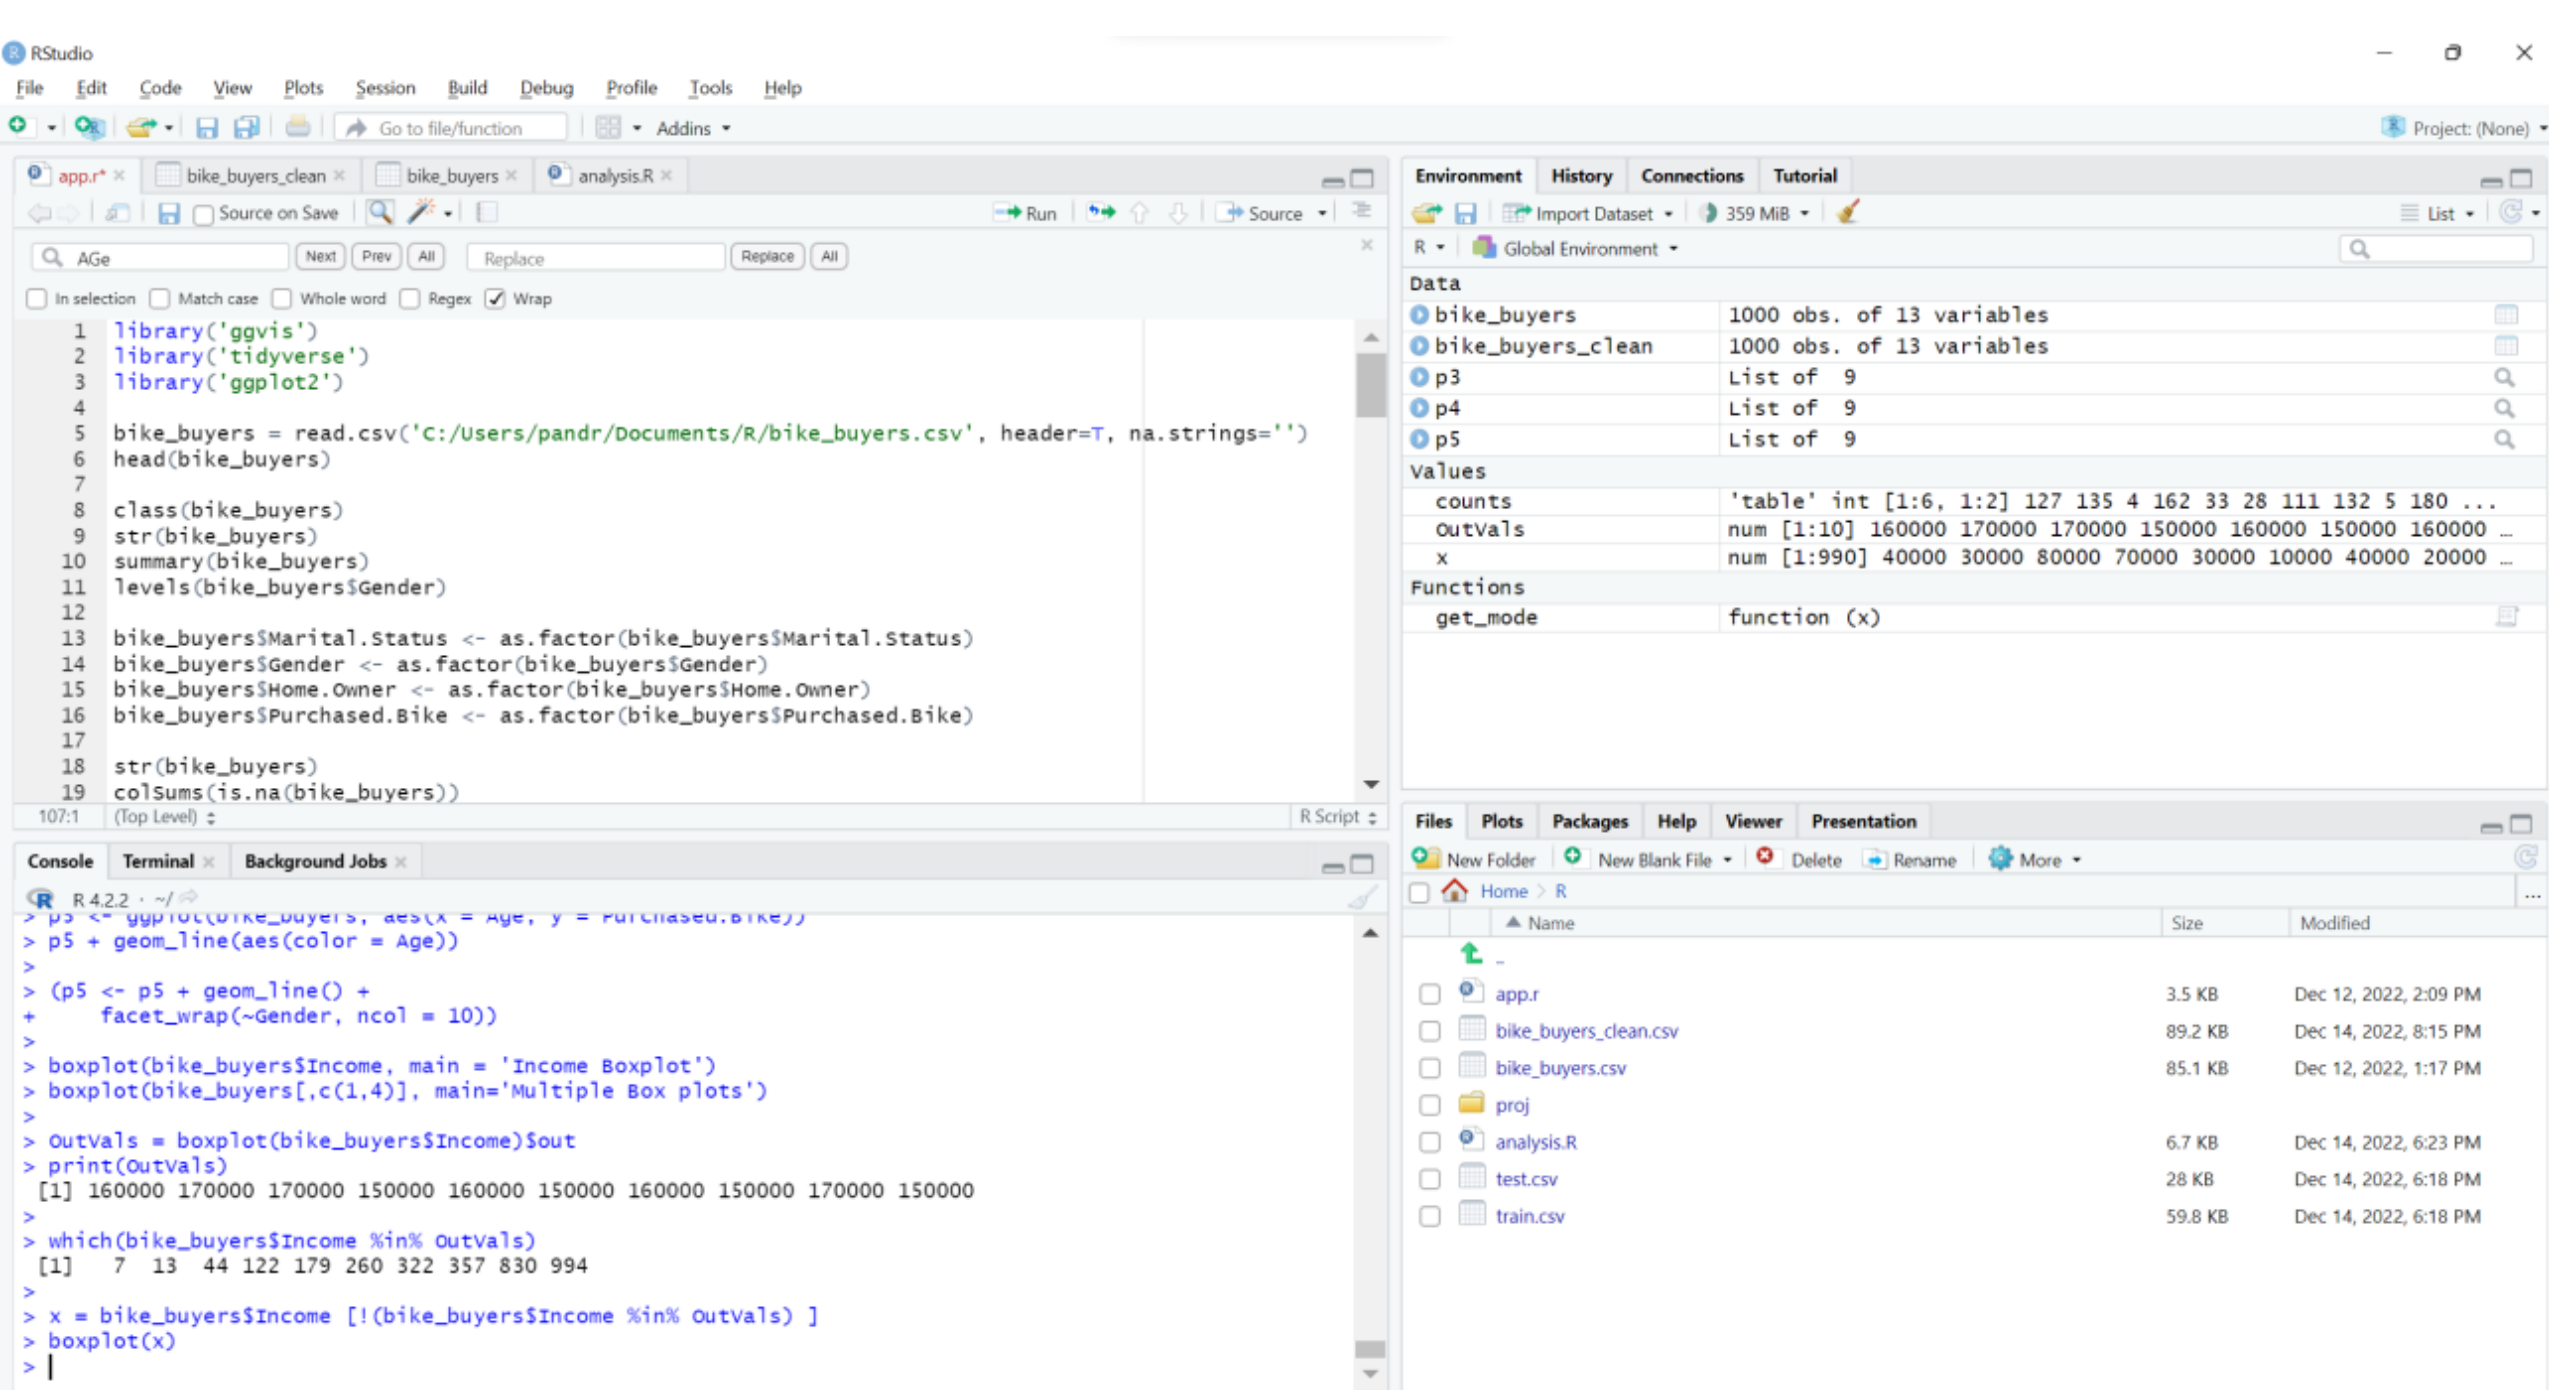 RStudio
File Edit Code View Plots Session Build Debug Profile Tools Help
Go to file/function Addins Project: (None)
app.r* bike_buyers_clean bike_buyers analysis.R
Source on Save Run Source
AGe Next Prev All Replace Replace All
In selection Match case Whole word Regex Wrap
1 library('ggvis')
2 library('tidyverse')
3 library('ggplot2')
4
5 bike_buyers = read.csv('C:/Users/pandr/Documents/R/bike_buyers.csv', header=T, na.strings='')
6 head(bike_buyers)
7
8 class(bike_buyers)
9 str(bike_buyers)
10 summary(bike_buyers)
11 levels(bike_buyers$Gender)
12
13 bike_buyers$Marital.Status <- as.factor(bike_buyers$Marital.Status)
14 bike_buyers$Gender <- as.factor(bike_buyers$Gender)
15 bike_buyers$Home.Owner <- as.factor(bike_buyers$Home.Owner)
16 bike_buyers$Purchased.Bike <- as.factor(bike_buyers$Purchased.Bike)
17
18 str(bike_buyers)
19 colSums(is.na(bike_buyers))
107:1 (Top Level) R Script
Console Terminal Background Jobs
R 4.2.2 · ~/
> p5 <- ggplot(bike_buyers, aes(x = Age, y = Purchased.Bike))
> p5 + geom_line(aes(color = Age))
>
> (p5 <- p5 + geom_line() +
+ facet_wrap(~Gender, ncol = 10))
>
> boxplot(bike_buyers$Income, main = 'Income Boxplot')
> boxplot(bike_buyers[,c(1,4)], main='Multiple Box plots')
>
> OutVals = boxplot(bike_buyers$Income)$out
> print(OutVals)
[1] 160000 170000 170000 150000 160000 150000 160000 150000 170000 150000
>
> which(bike_buyers$Income %in% OutVals)
[1] 7 13 44 122 179 260 322 357 830 994
>
> x = bike_buyers$Income [!(bike_buyers$Income %in% OutVals) ]
> boxplot(x)
>
Environment History Connections Tutorial
Import Dataset 359 MiB List
R Global Environment
Data
bike_buyers 1000 obs. of 13 variables
bike_buyers_clean 1000 obs. of 13 variables
p3 List of 9
p4 List of 9
p5 List of 9
Values
counts 'table' int [1:6, 1:2] 127 135 4 162 33 28 111 132 5 180 ...
OutVals num [1:10] 160000 170000 170000 150000 160000 150000 160000 …
x num [1:990] 40000 30000 80000 70000 30000 10000 40000 20000 …
Functions
get_mode function (x)
Files Plots Packages Help Viewer Presentation
New Folder New Blank File Delete Rename More
Home > R ...
Name Size Modified
..
app.r 3.5 KB Dec 12, 2022, 2:09 PM
bike_buyers_clean.csv 89.2 KB Dec 14, 2022, 8:15 PM
bike_buyers.csv 85.1 KB Dec 12, 2022, 1:17 PM
proj
analysis.R 6.7 KB Dec 14, 2022, 6:23 PM
test.csv 28 KB Dec 14, 2022, 6:18 PM
train.csv 59.8 KB Dec 14, 2022, 6:18 PM